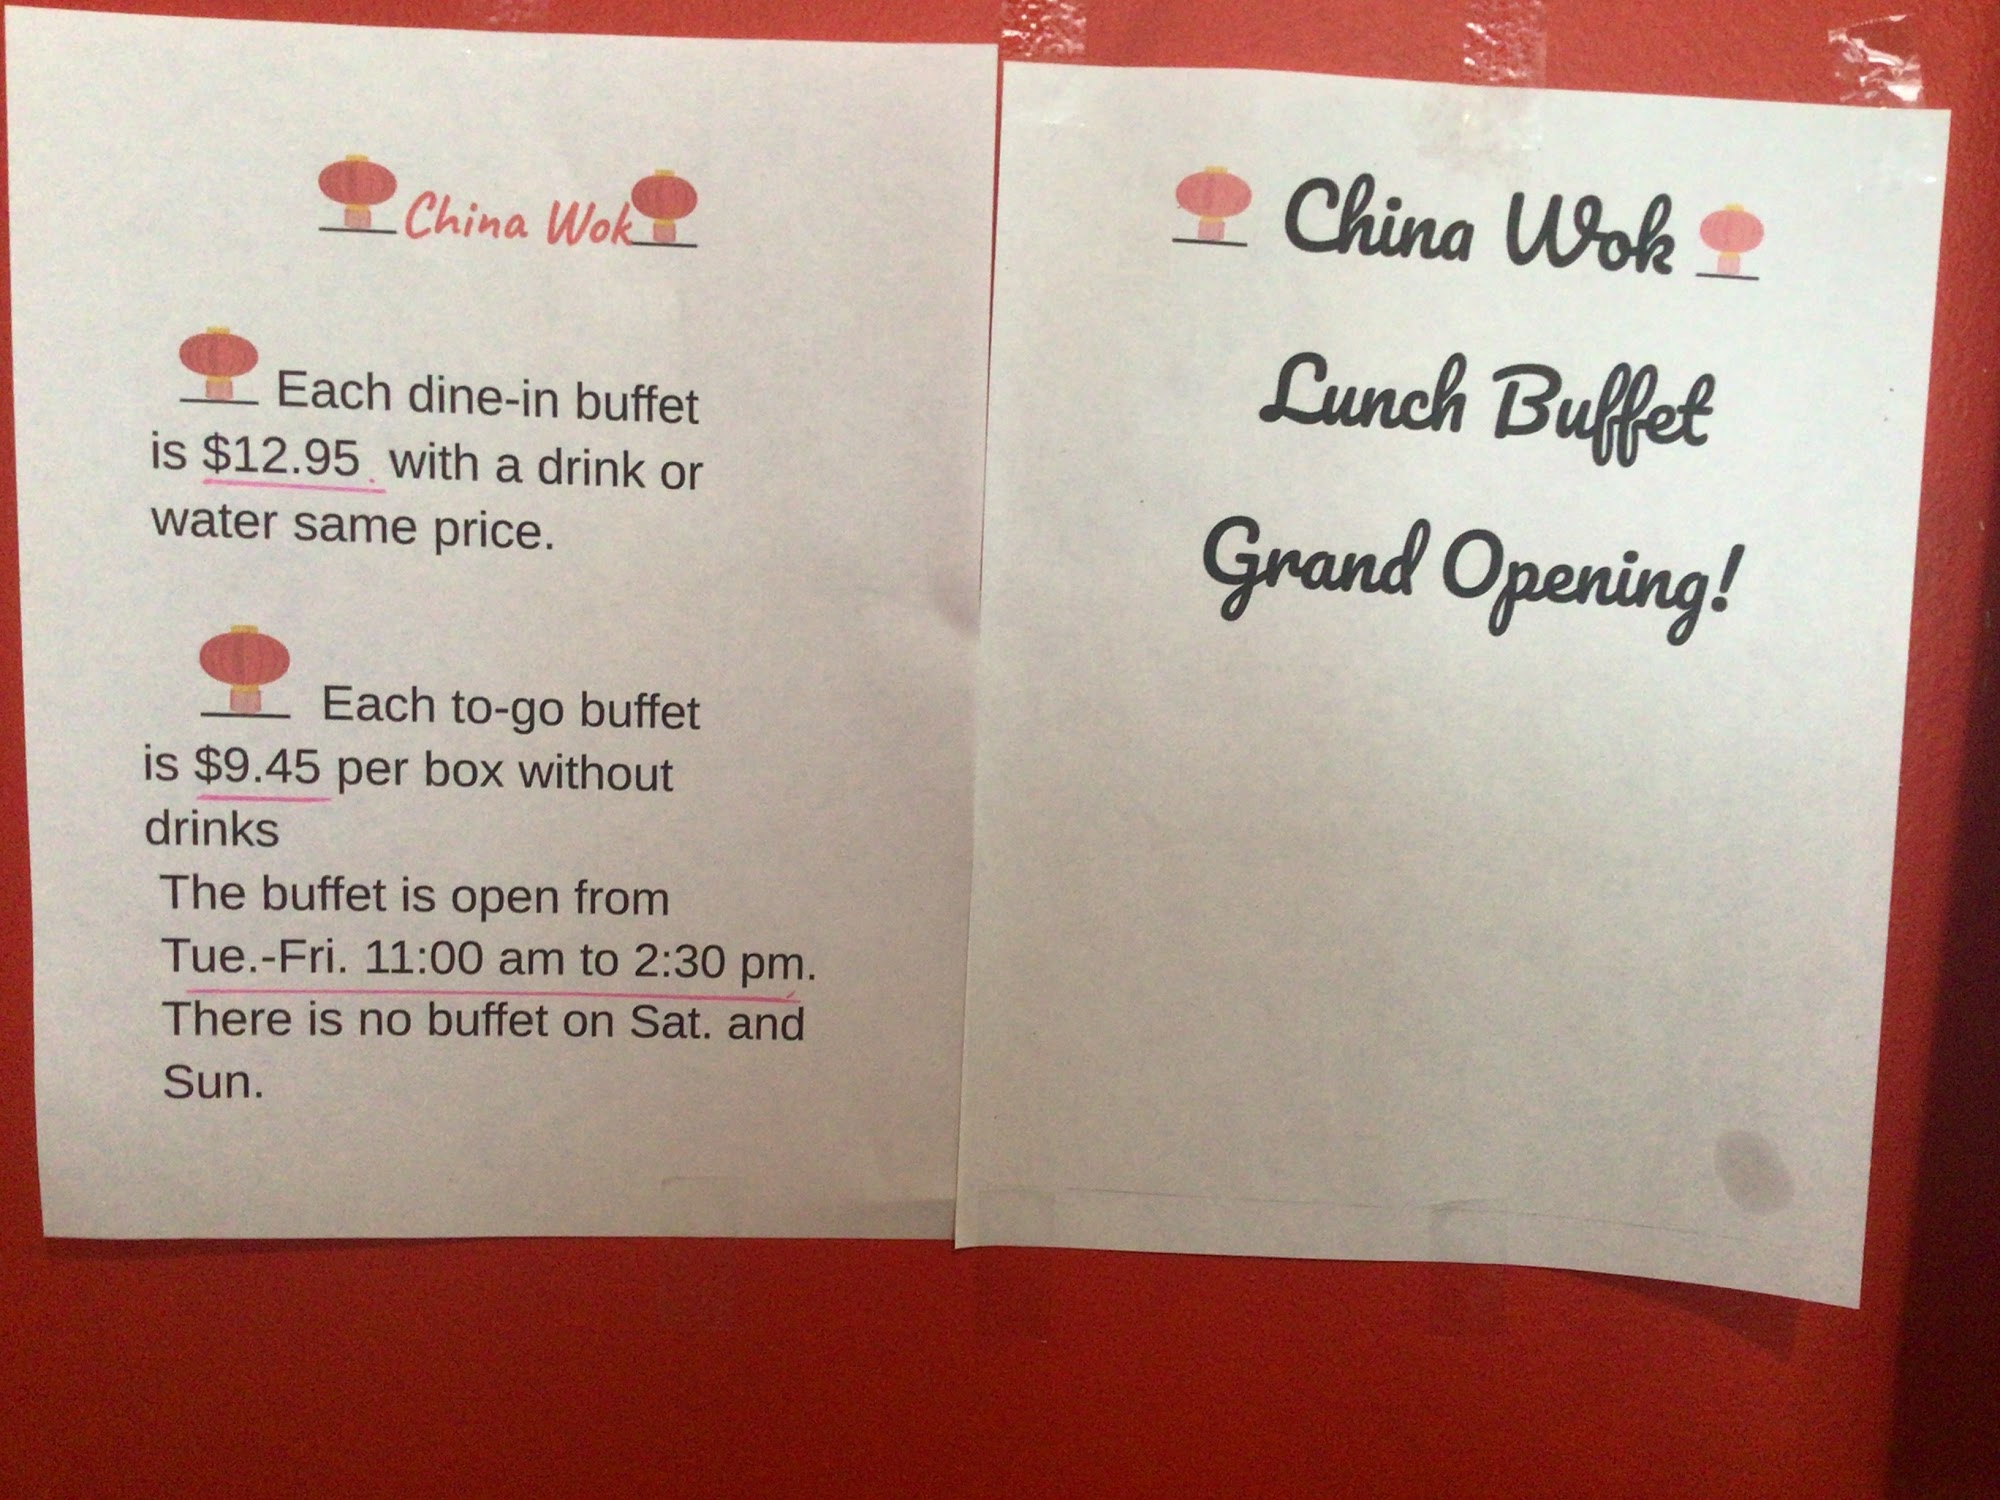 China Wok
Each dine-in buffet
is $12.95 with a drink or
water same price.
Each to-go buffet
is $9.45 per box without
drinks
The buffet is open from
Tue.-Fri. 11:00 am to 2:30 pm.
There is no buffet on Sat. and
Sun.
China Wok
Lunch Buffet
Grand Opening!